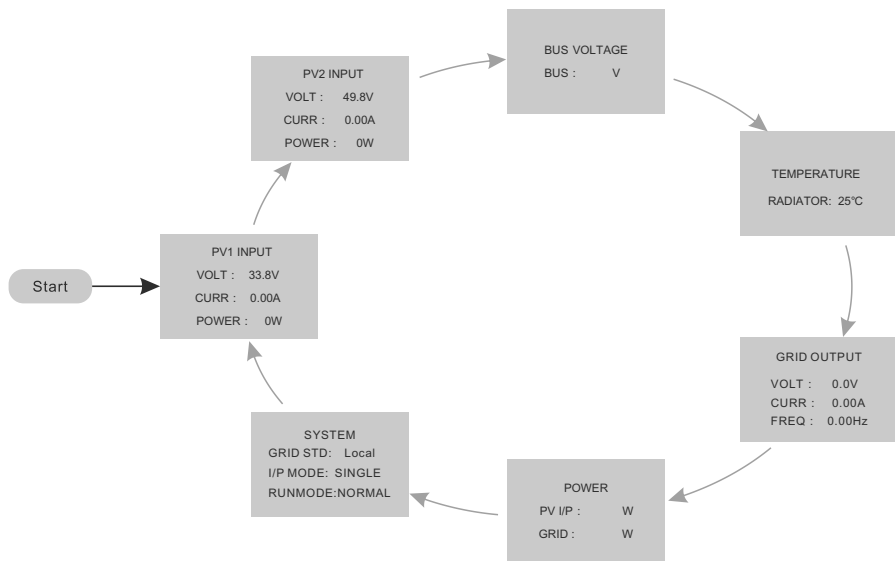 Start
PV1 INPUT
VOLT : 33.8V
CURR : 0.00A
POWER : 0W
PV2 INPUT
VOLT : 49.8V
CURR : 0.00A
POWER : 0W
BUS VOLTAGE
BUS : V
TEMPERATURE
RADIATOR: 25℃
GRID OUTPUT
VOLT : 0.0V
CURR : 0.00A
FREQ : 0.00Hz
POWER
PV I/P : W
GRID : W
SYSTEM
GRID STD: Local
I/P MODE: SINGLE
RUNMODE:NORMAL